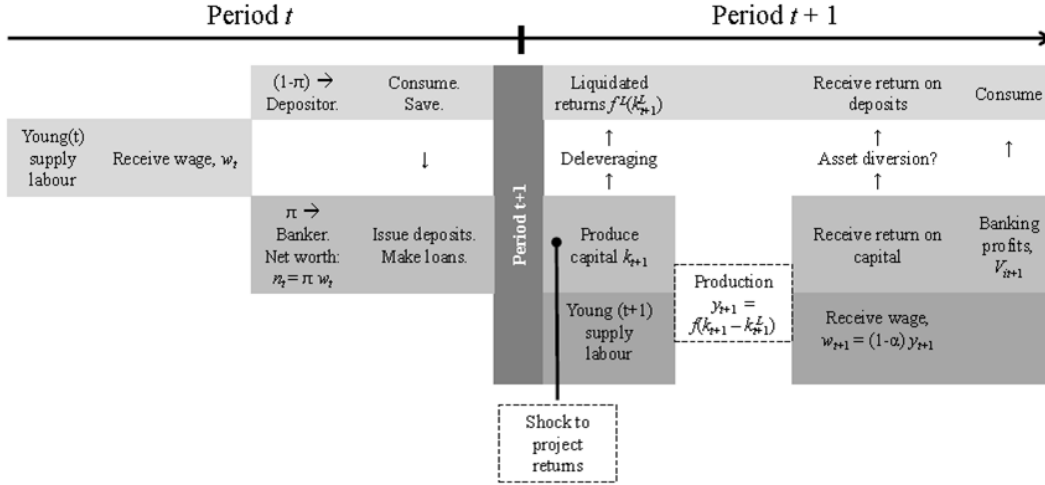 Period t
Period t + 1
(1-π) →
Depositor.
Consume.
Save.
Liquidated
returns f^L(k^L_{t+1})
Receive return on
deposits
Consume
Young(t)
supply
labour
Receive wage, w_t
↓
↑
Deleveraging
↑
↑
Asset diversion?
↑
↑
π →
Banker.
Net worth:
n_t = π w_t
Issue deposits.
Make loans.
Period t+1
Produce
capital k_{t+1}
Production
y_{t+1} =
f(k_{t+1} – k^L_{t+1})
Receive return on
capital
Banking
profits,
V_{it+1}
Young (t+1)
supply
labour
Receive wage,
w_{t+1} = (1-α) y_{t+1}
Shock to
project
returns